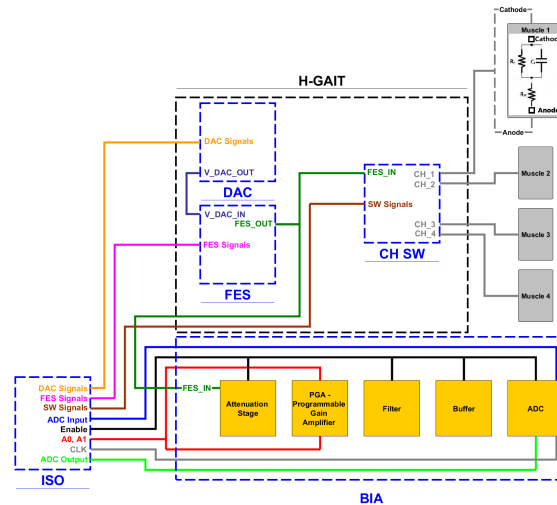 Cathode
Muscle 1
Cathod
Anode
Anode
H-GAIT
DAC Signals
V_DAC_OUT
DAC
V_DAC_IN
FES_OUT
FES Signals
FES
FES_IN
CH_1
CH_2
SW Signals
CH_3
CH_4
CH SW
Muscle 2
Muscle 3
Muscle 4
DAC Signals
FES Signals
SW Signals
ADC Input
Enable
A0, A1
CLK
ADC Output
ISO
FES_IN
Attenuation
Stage
PGA -
Programmable
Gain
Amplifier
Filter
Buffer
ADC
BIA